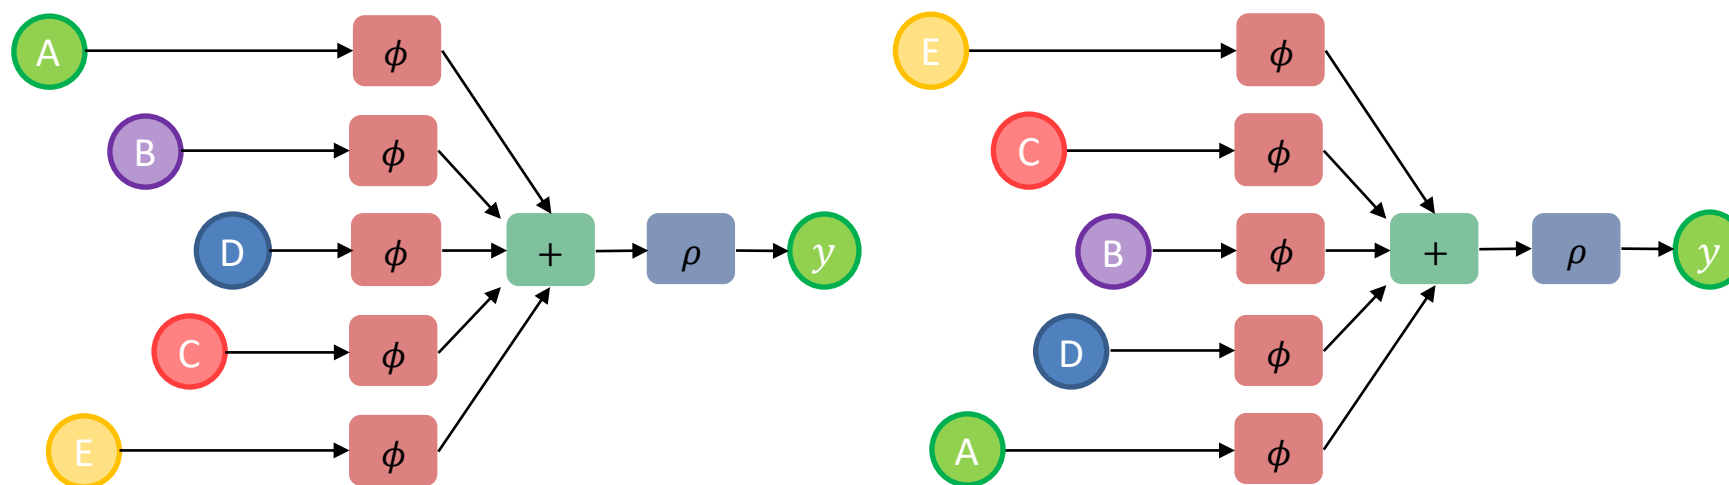 A ϕ
B ϕ
D ϕ + ρ y
C ϕ
E ϕ
E ϕ
C ϕ
B ϕ + ρ y
D ϕ
A ϕ